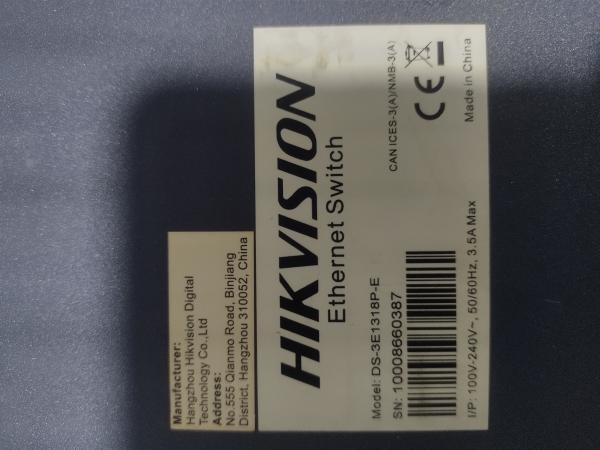 Manufacturer:
Hangzhou Hikvision Digital
Technology Co.,Ltd
Address:
No.555 Qianmo Road, Binjiang
District, Hangzhou 310052, China
HIKVISION
Ethernet Switch
Model: DS-3E1318P-E
SN: 10008660387
CAN ICES-3(A)/NMB-3(A)
CE
I/P: 100V-240V~, 50/60Hz, 3.5A Max
Made in China